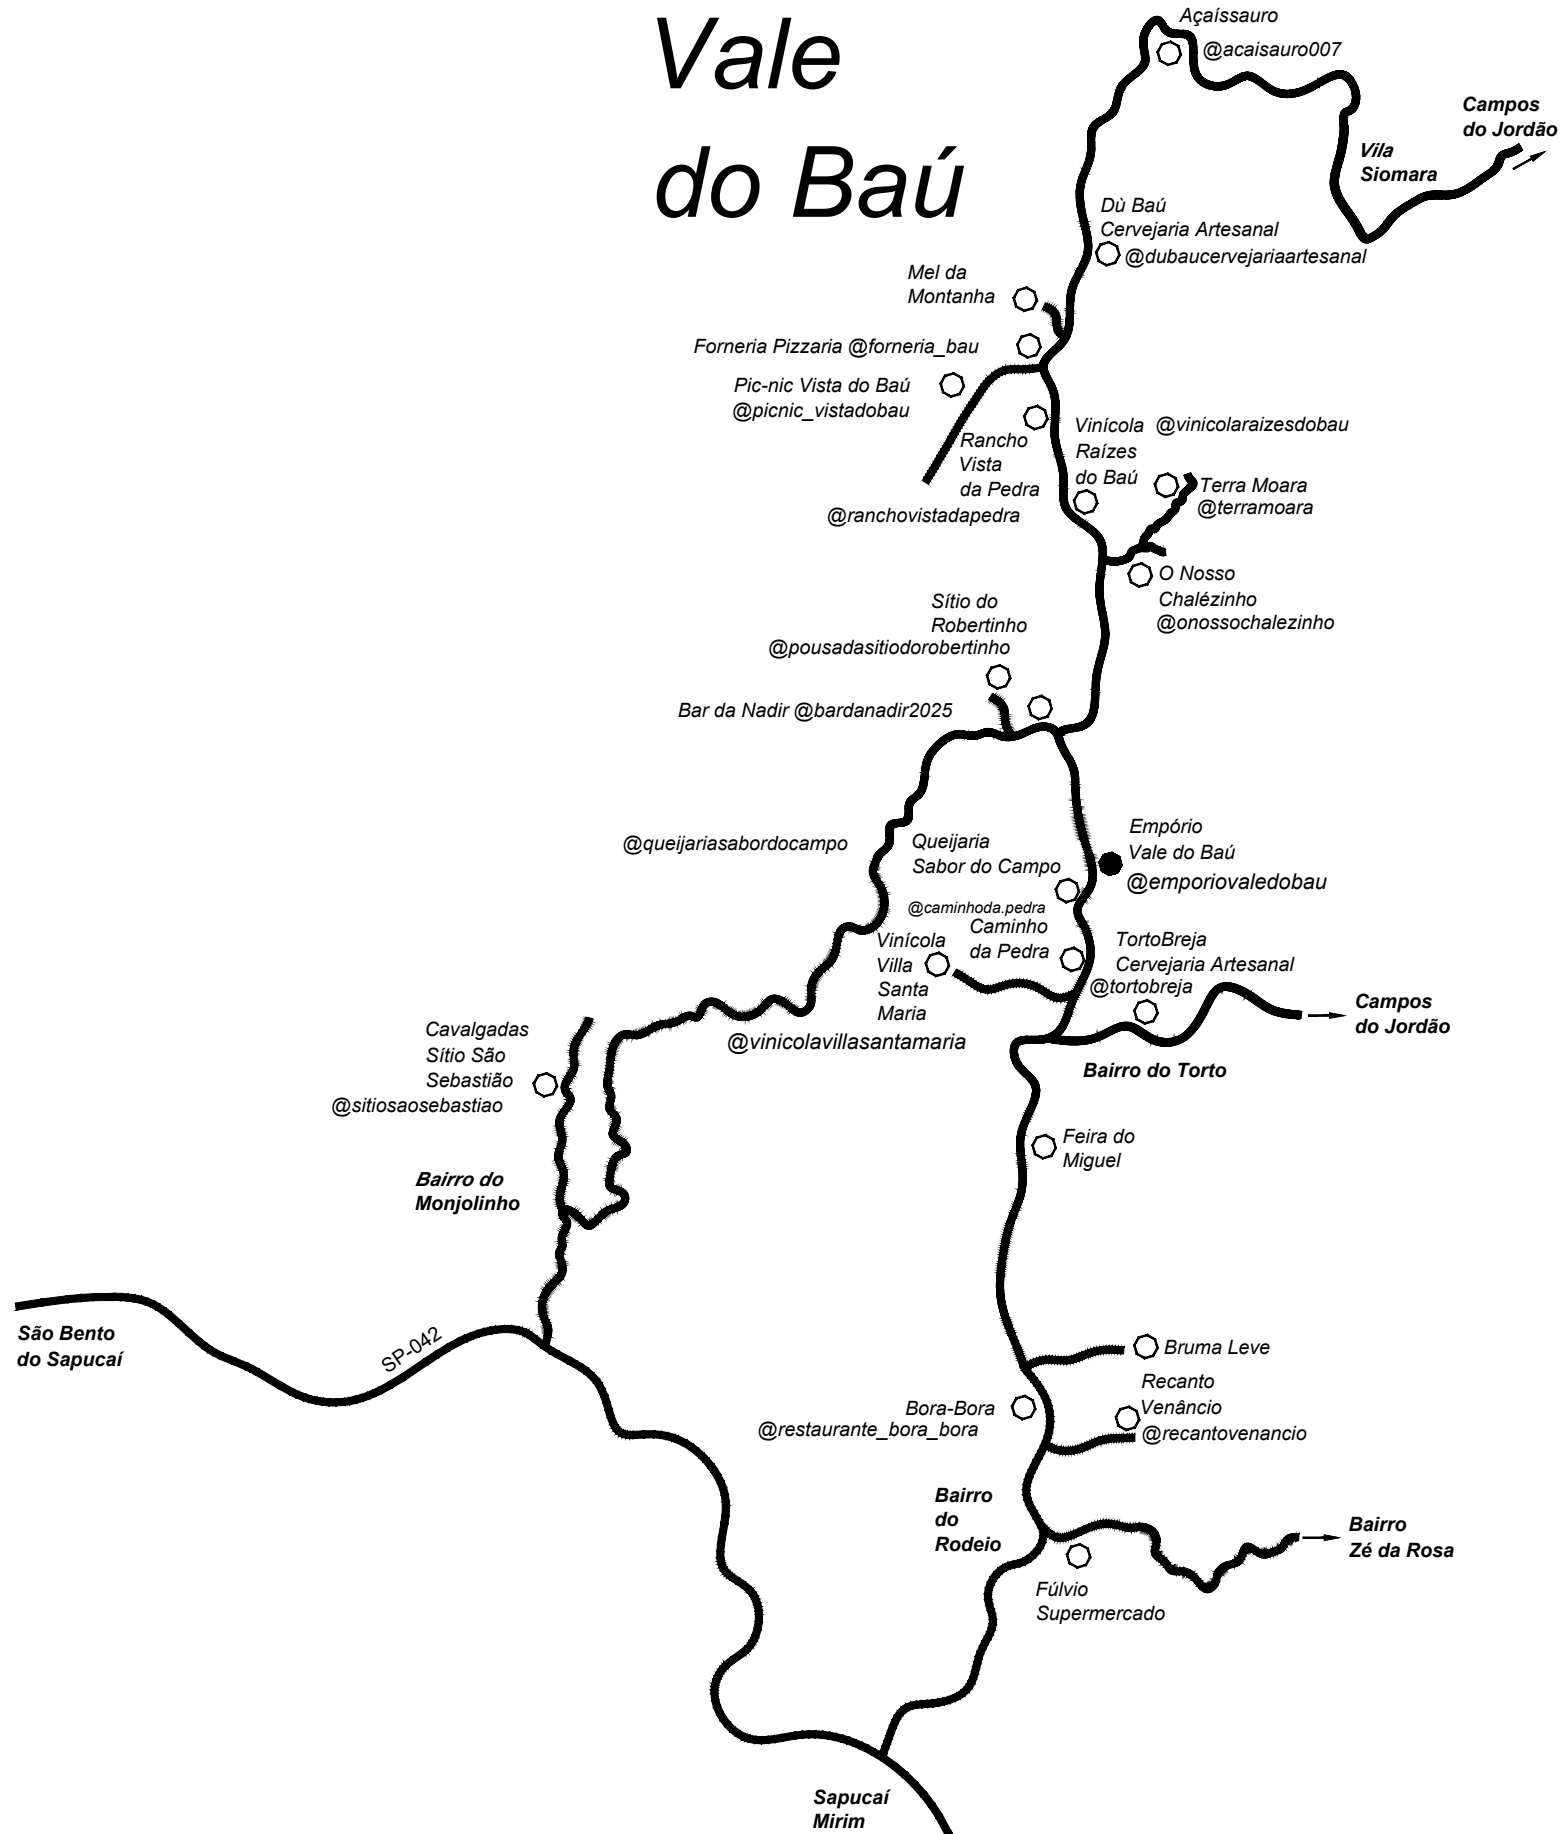 Vale
do Baú
Açaíssauro
@acaisauro007
Campos
do Jordão
Vila
Siomara
Dù Baú
Cervejaria Artesanal
@dubaucervejariaartesanal
Mel da
Montanha
Forneria Pizzaria @forneria_bau
Pic-nic Vista do Baú
@picnic_vistadobau
Rancho
Vista
da Pedra
@ranchovistadapedra
Vinícola @vinicolaraizesdobau
Raízes
do Baú
Terra Moara
@terramoara
O Nosso
Chalézinho
@onossochalezinho
Sítio do
Robertinho
@pousadasitiodorobertinho
Bar da Nadir @bardanadir2025
Empório
Vale do Baú
@emporiovaledobau
@queijariasabordocampo
Queijaria
Sabor do Campo
@caminhoda.pedra
Caminho
da Pedra
Vinícola
Villa
Santa
Maria
@vinicolavillasantamaria
TortoBreja
Cervejaria Artesanal
@tortobreja
Campos
do Jordão
Bairro do Torto
Cavalgadas
Sítio São
Sebastião
@sitiosaosebastiao
Feira do
Miguel
Bairro do
Monjolinho
São Bento
do Sapucaí
SP-042
Bruma Leve
Recanto
Venâncio
@recantovenancio
Bora-Bora
@restaurante_bora_bora
Bairro
do
Rodeio
Bairro
Zé da Rosa
Fúlvio
Supermercado
Sapucaí
Mirim